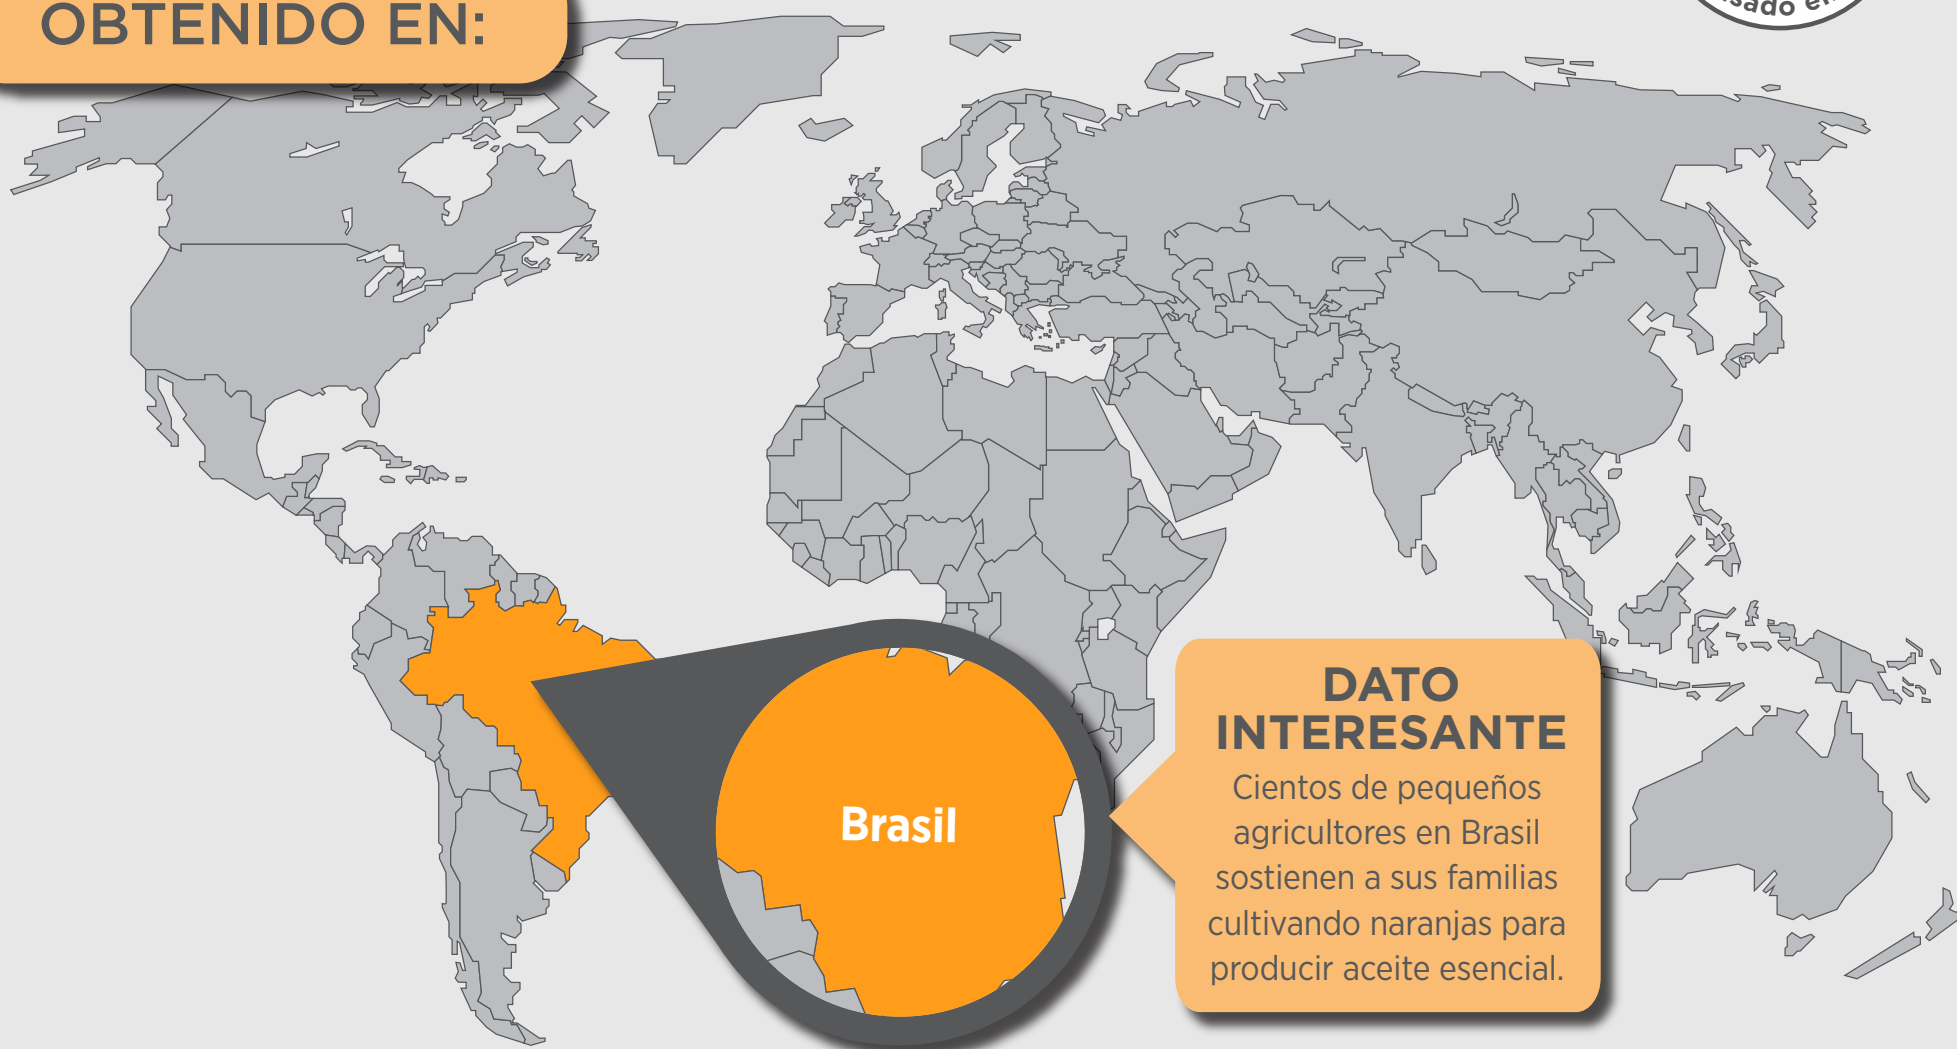 OBTENIDO EN:
DATO
INTERESANTE
Cientos de pequeños
agricultores en Brasil
sostienen a sus familias
cultivando naranjas para
producir aceite esencial.
Brasil